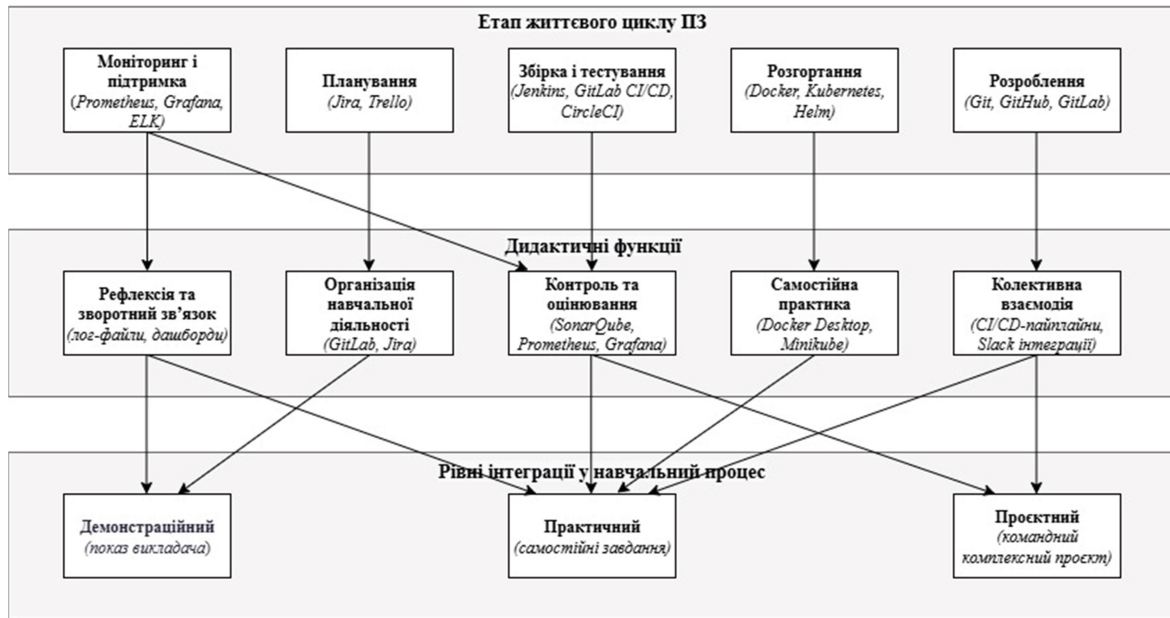 Етап життєвого циклу ПЗ
Моніторинг і
підтримка
(Prometheus, Grafana,
ELK)
Планування
(Jira, Trello)
Збірка і тестування
(Jenkins, GitLab CI/CD,
CircleCI)
Розгортання
(Docker, Kubernetes,
Helm)
Розроблення
(Git, GitHub, GitLab)
Дидактичні функції
Рефлексія та
зворотний зв’язок
(лог-файли, дашборди)
Організація
навчальної
діяльності
(GitLab, Jira)
Контроль та
оцінювання
(SonarQube,
Prometheus, Grafana)
Самостійна
практика
(Docker Desktop,
Minikube)
Колективна
взаємодія
(CI/CD-пайплайни,
Slack інтеграції)
Рівні інтеграції у навчальний процес
Демонстраційний
(показ викладача)
Практичний
(самостійні завдання)
Проєктний
(командний
комплексний проєкт)